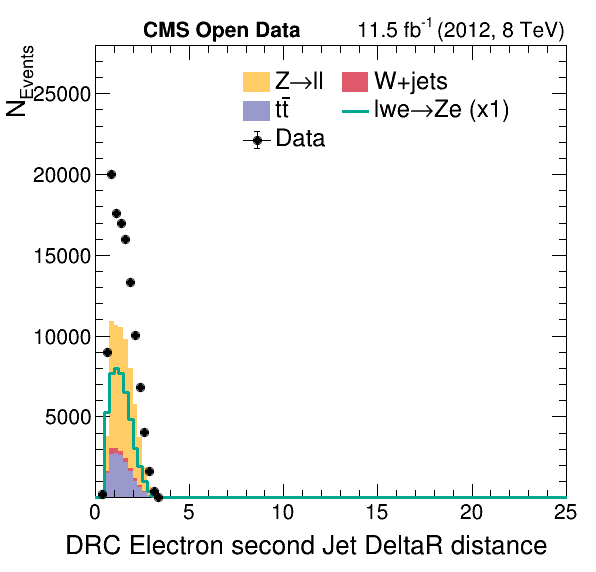 CMS Open Data 11.5 fb⁻¹ (2012, 8 TeV)
N_Events
Z→ll W+jets
tt̄ lwe→Ze (x1)
Data
25000
20000
15000
10000
5000
0 5 10 15 20 25
DRC Electron second Jet DeltaR distance